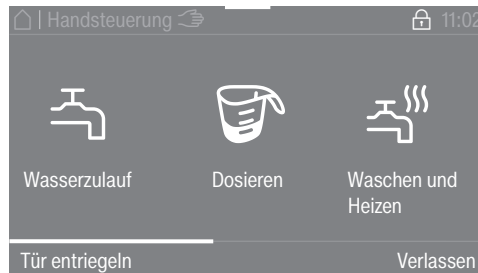 | Handsteuerung 11:02
Wasserzulauf Dosieren Waschen und
Heizen
Tür entriegeln Verlassen